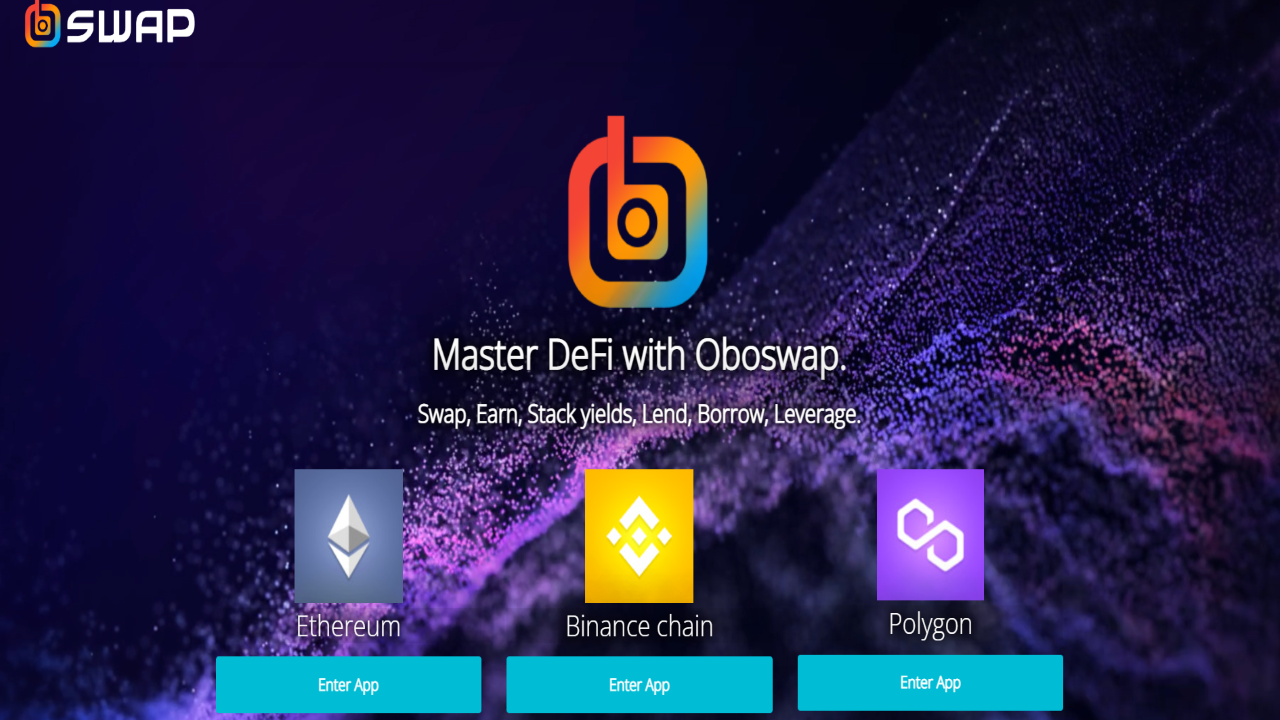 SWAP
Master DeFi with Oboswap.
Swap, Earn, Stack yields, Lend, Borrow, Leverage.
Ethereum
Binance chain
Polygon
Enter App
Enter App
Enter App